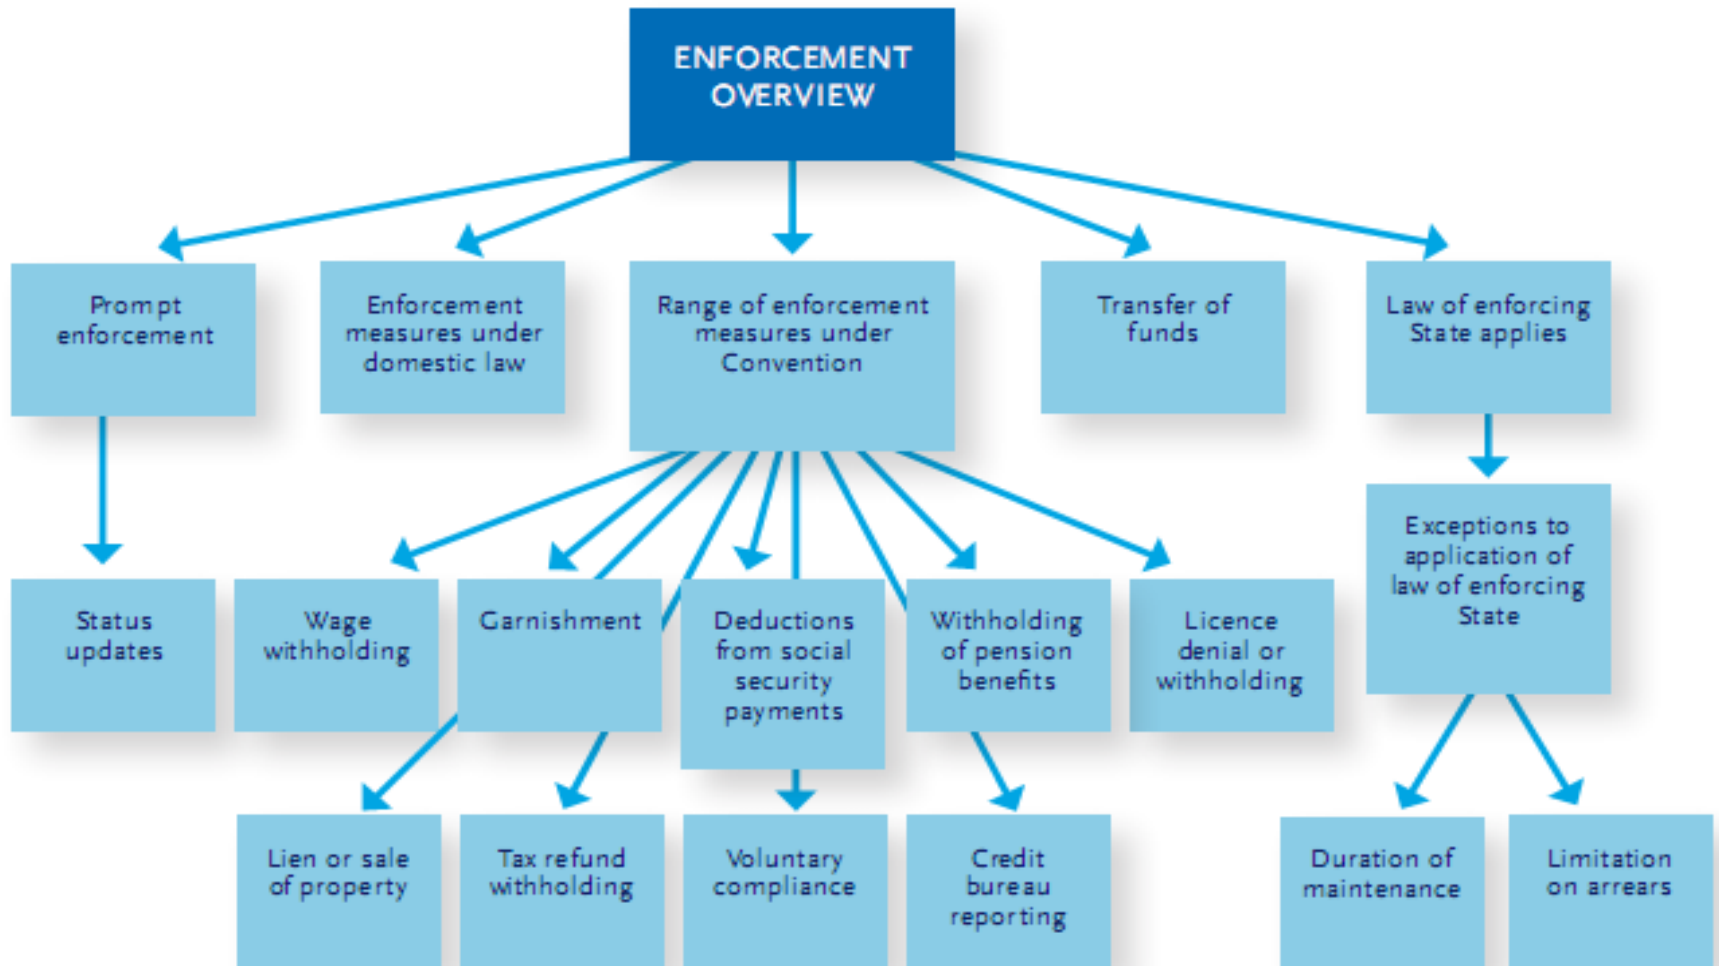 ENFORCEMENT
OVERVIEW
Prompt
enforcement
Enforcement
measures under
domestic law
Range of enforcement
measures under
Convention
Transfer of
funds
Law of enforcing
State applies
Exceptions to
application of
law of enforcing
State
Status
updates
Wage
withholding
Garnishment
Deductions
from social
security
payments
Withholding
of pension
benefits
Licence
denial or
withholding
Lien or sale
of property
Tax refund
withholding
Voluntary
compliance
Credit
bureau
reporting
Duration of
maintenance
Limitation
on arrears